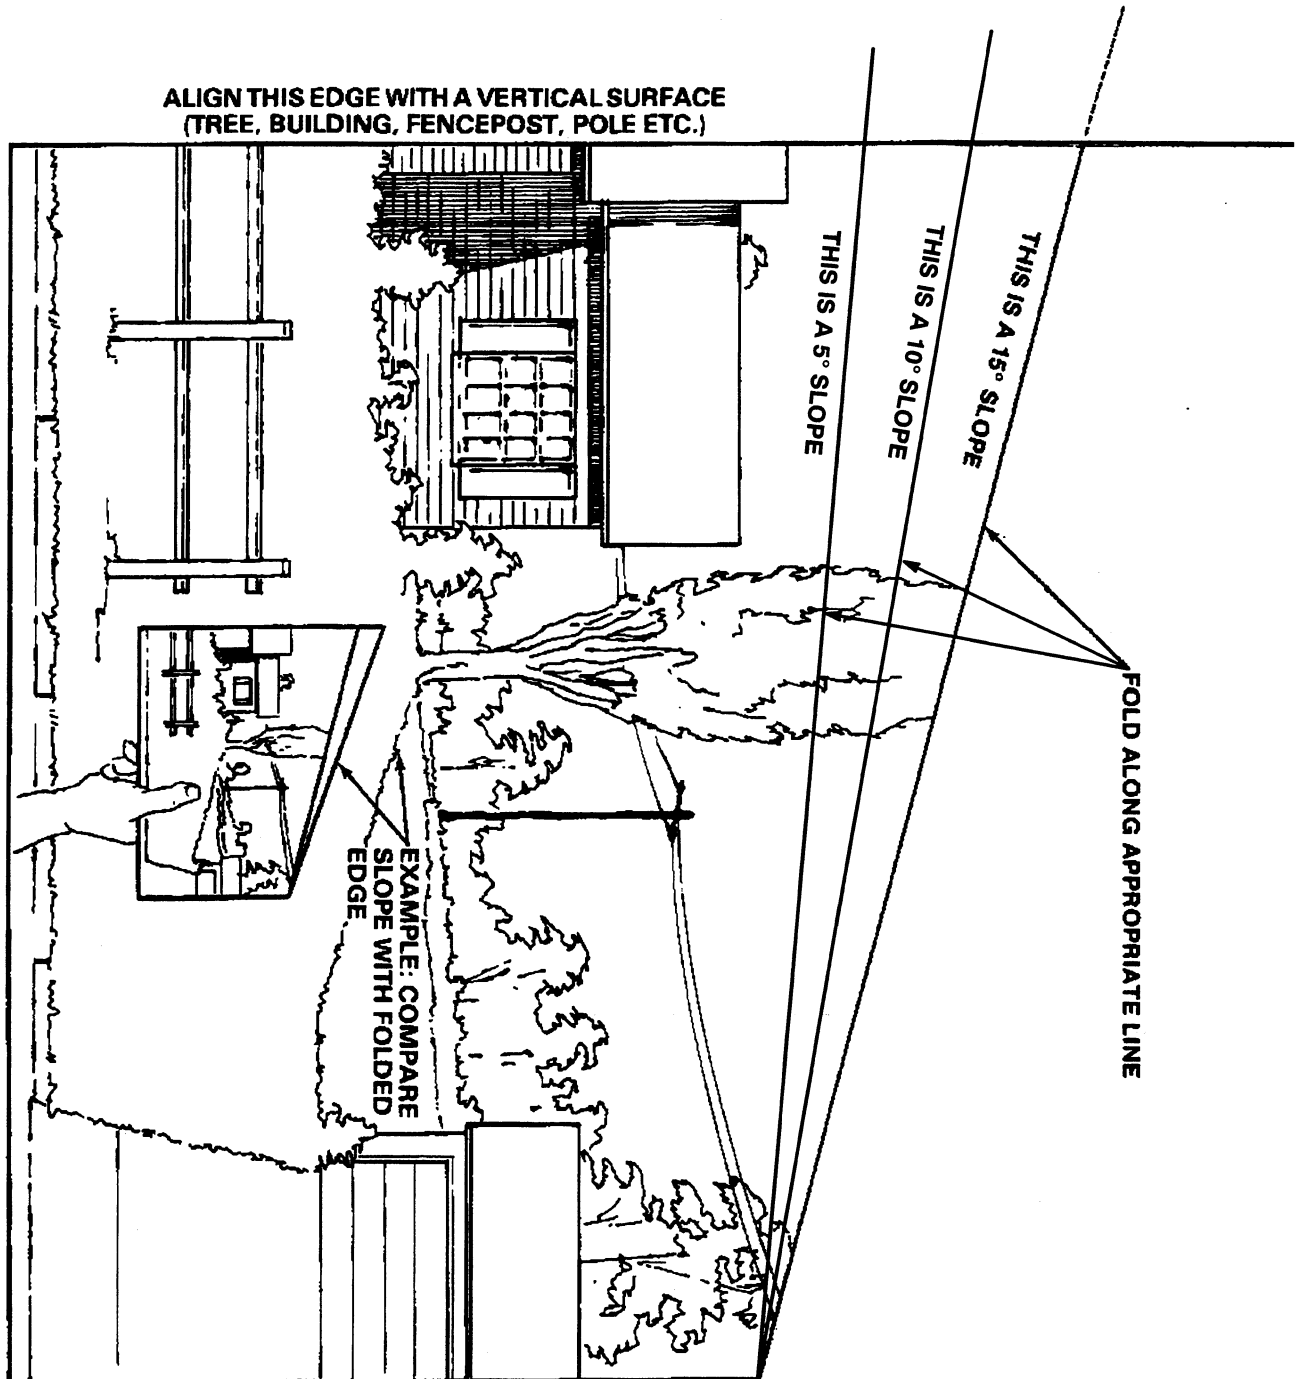 ALIGN THIS EDGE WITH A VERTICAL SURFACE
(TREE, BUILDING, FENCEPOST, POLE ETC.)
THIS IS A 5° SLOPE
THIS IS A 10° SLOPE
THIS IS A 15° SLOPE
FOLD ALONG APPROPRIATE LINE
EXAMPLE: COMPARE
SLOPE WITH FOLDED
EDGE